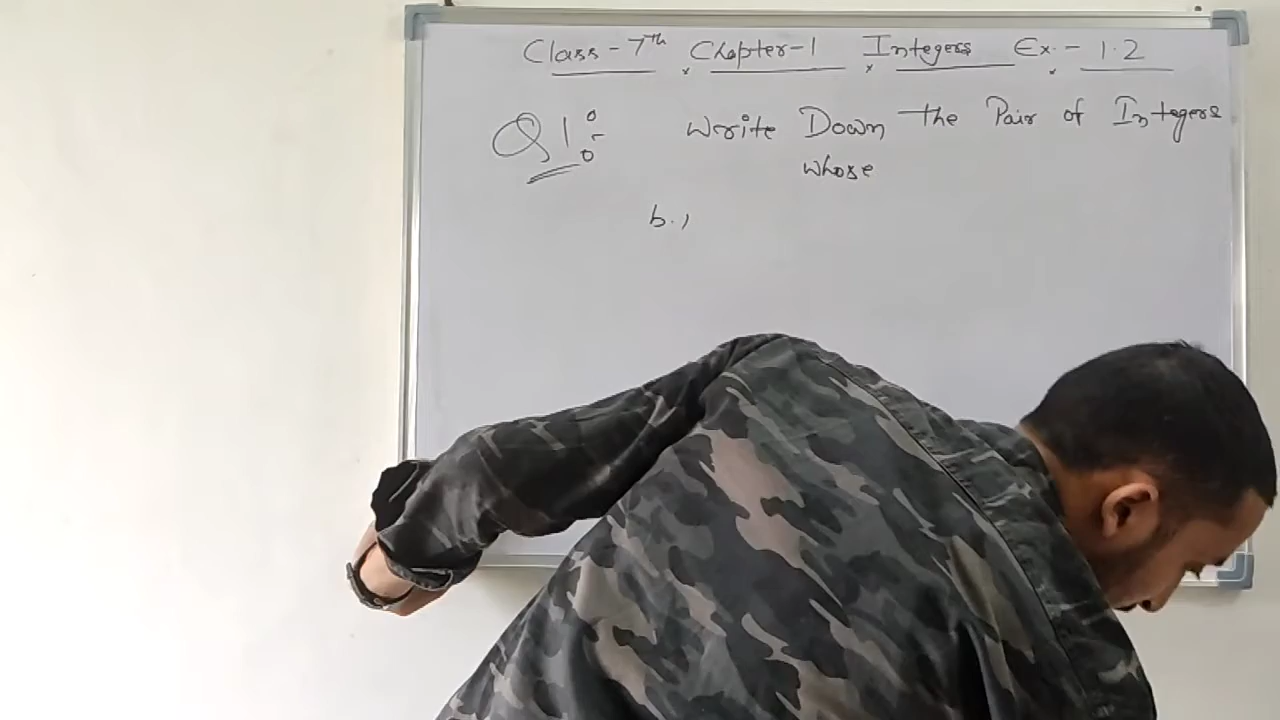 Class-7th Chapter-1 Integers Ex.- 1.2
Q1:- Write Down the Pair of Integers
whose
b.)